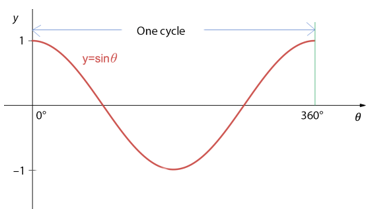 y
One cycle
1
y=sinθ
0°
360°
θ
–1